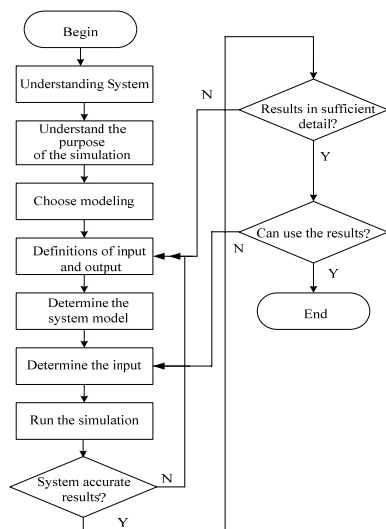 Begin
Understanding System
Understand the
purpose
of the simulation
Choose modeling
Definitions of input
and output
Determine the
system model
Determine the input
Run the simulation
System accurate
results?
N
Y
Results in sufficient
detail?
N
Y
Can use the results?
N
Y
End